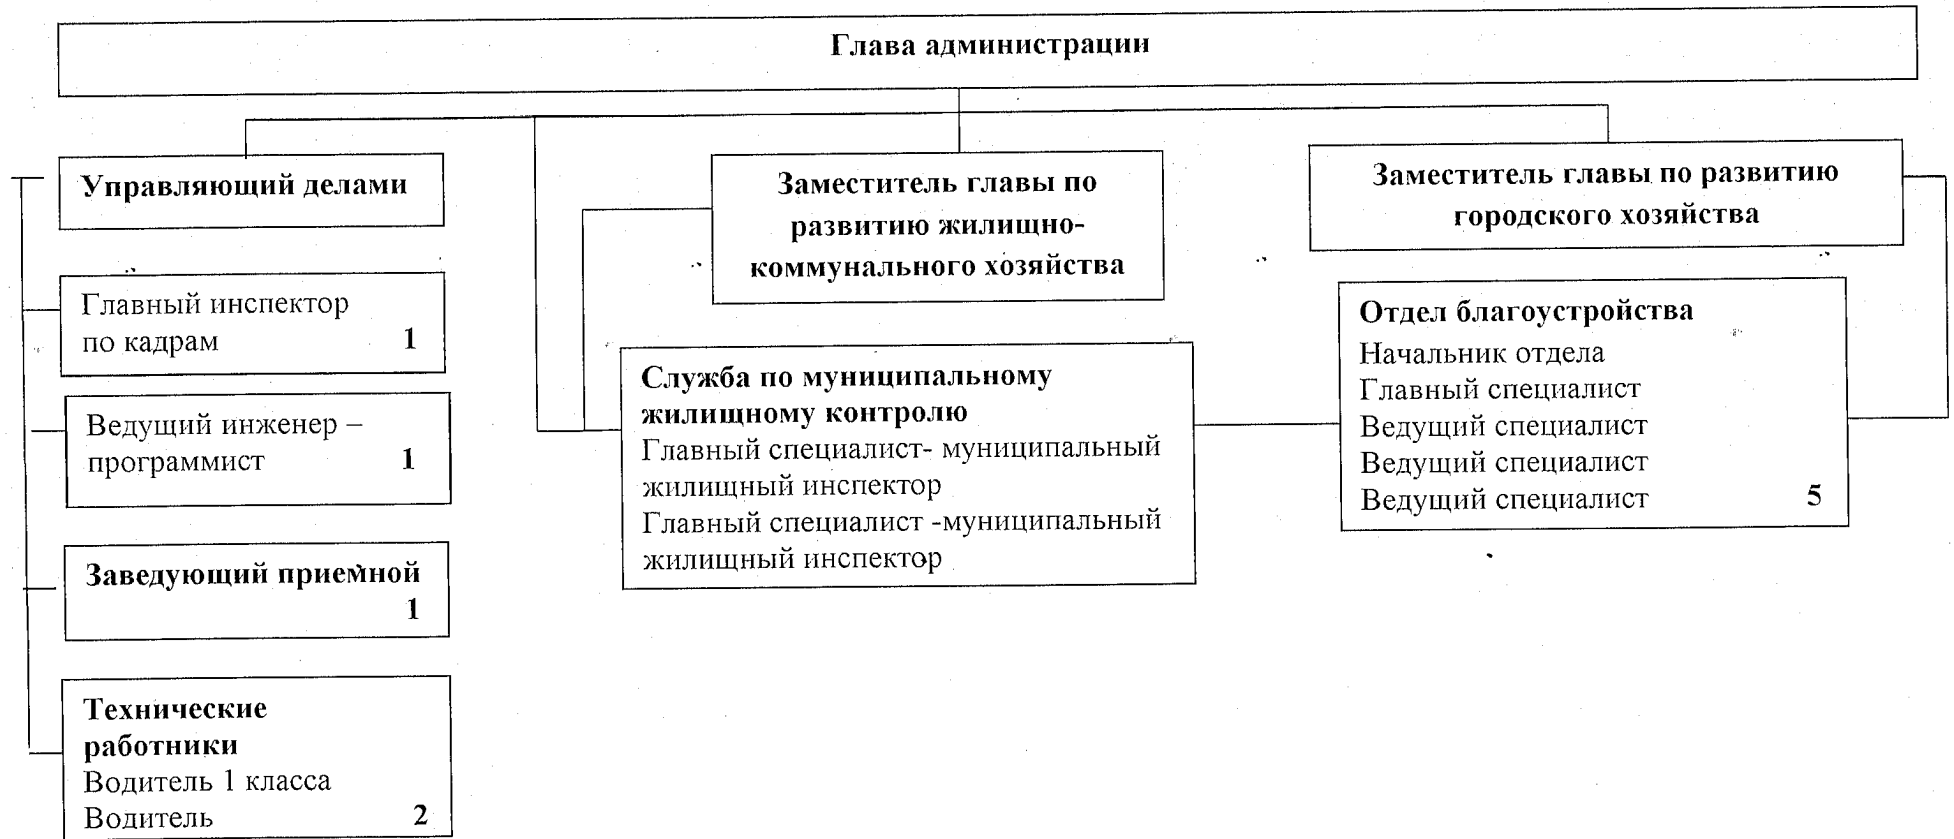 Глава администрации
Управляющий делами
Главный инспектор
по кадрам 1
Ведущий инженер –
программист 1
Заведующий приемной
1
Технические
работники
Водитель 1 класса
Водитель 2
Заместитель главы по
развитию жилищно-
коммунального хозяйства
Служба по муниципальному
жилищному контролю
Главный специалист- муниципальный
жилищный инспектор
Главный специалист -муниципальный
жилищный инспектор
Заместитель главы по развитию
городского хозяйства
Отдел благоустройства
Начальник отдела
Главный специалист
Ведущий специалист
Ведущий специалист
Ведущий специалист 5